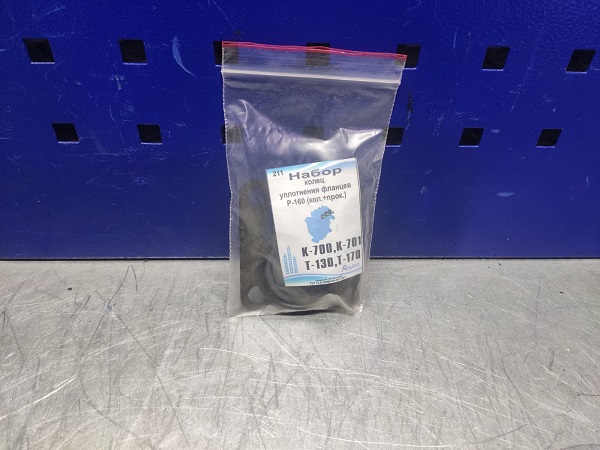 211 Набор
колец
уплотнения фланцев
Р-160 (кол.+прок.)
К-700,К-701
Т-130,Т-170